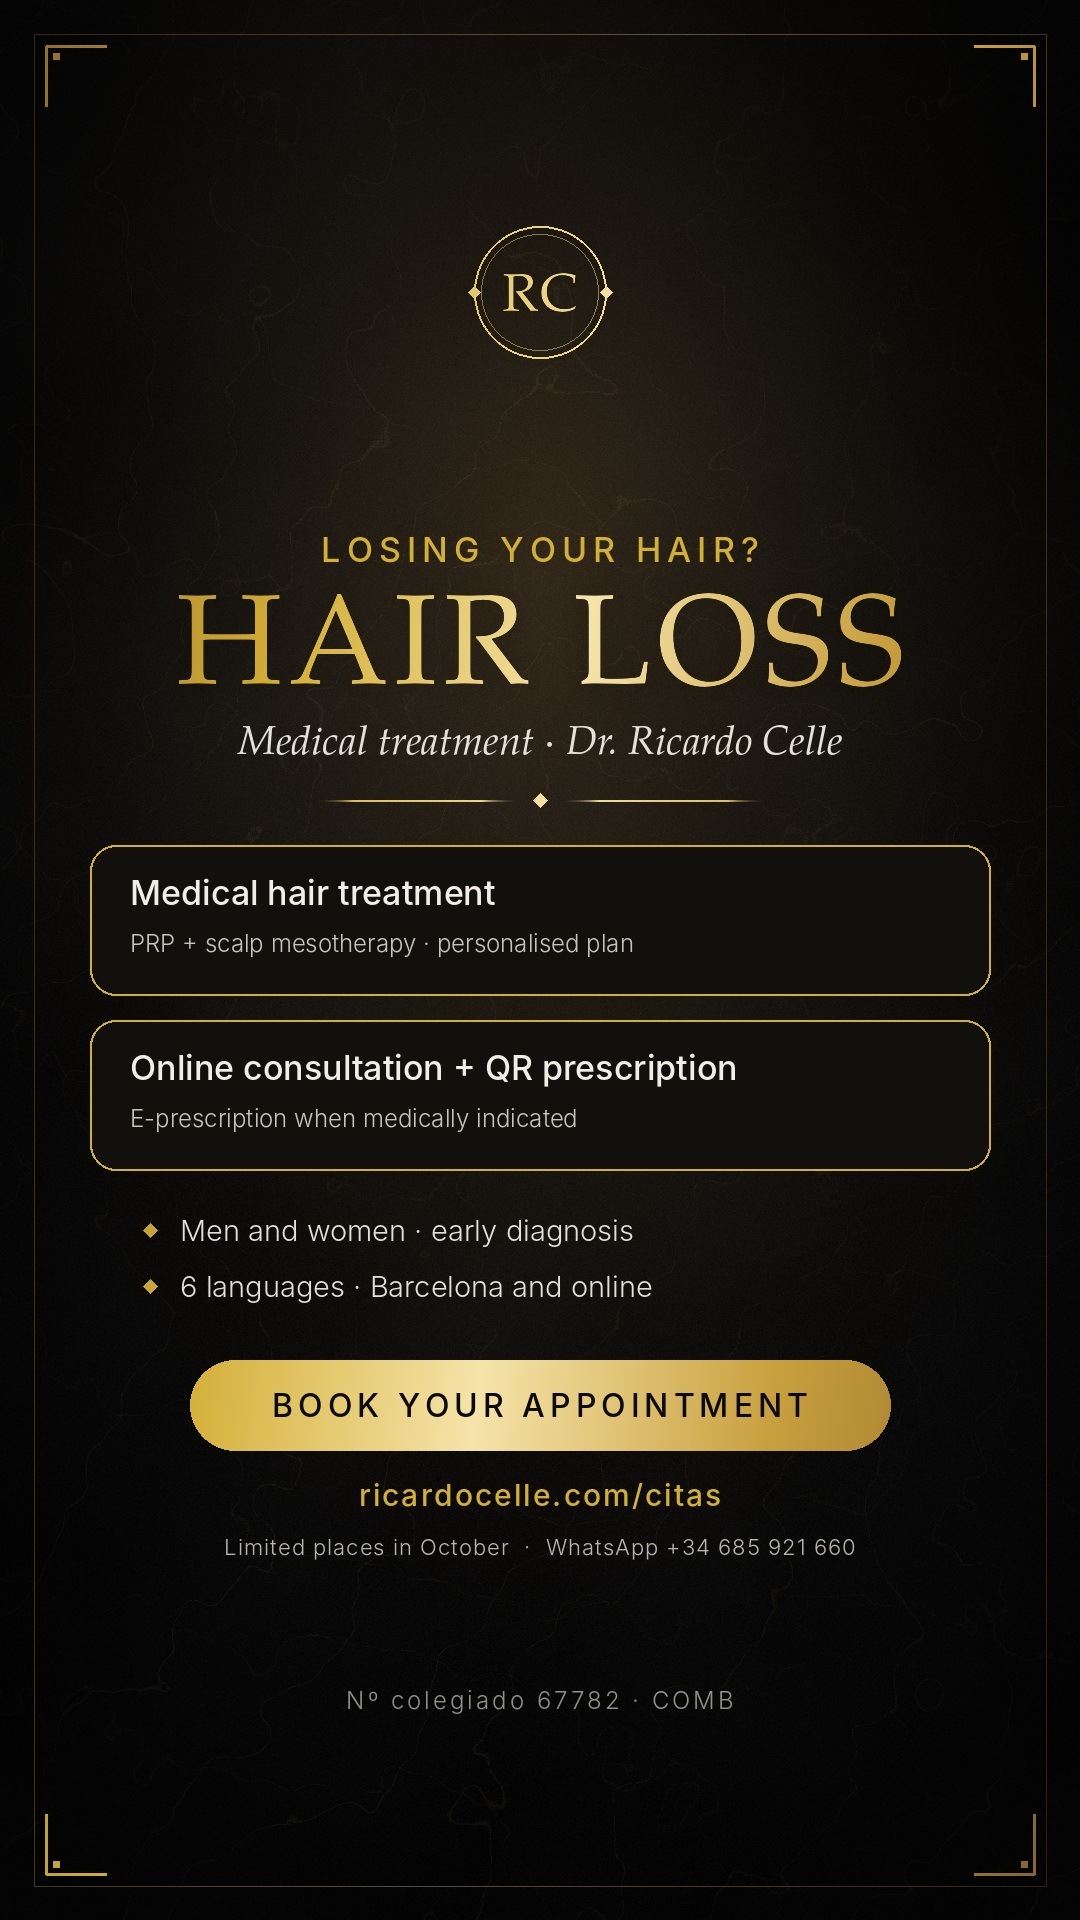 RC
LOSING YOUR HAIR?
HAIR LOSS
Medical treatment · Dr. Ricardo Celle
Medical hair treatment
PRP + scalp mesotherapy · personalised plan
Online consultation + QR prescription
E-prescription when medically indicated
Men and women · early diagnosis
6 languages · Barcelona and online
BOOK YOUR APPOINTMENT
ricardocelle.com/citas
Limited places in October · WhatsApp +34 685 921 660
Nº colegiado 67782 · COMB